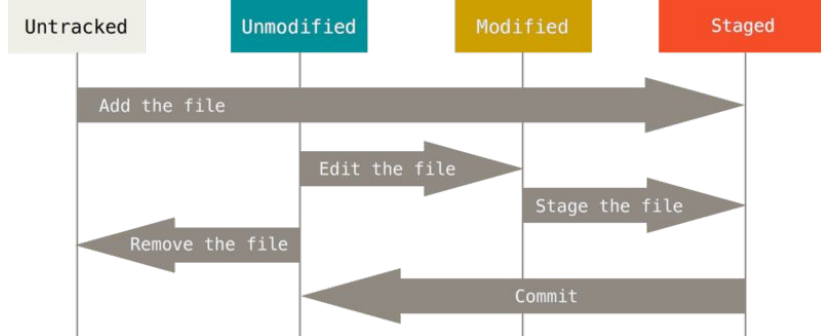 Untracked
Unmodified
Modified
Staged
Add the file
Edit the file
Stage the file
Remove the file
Commit